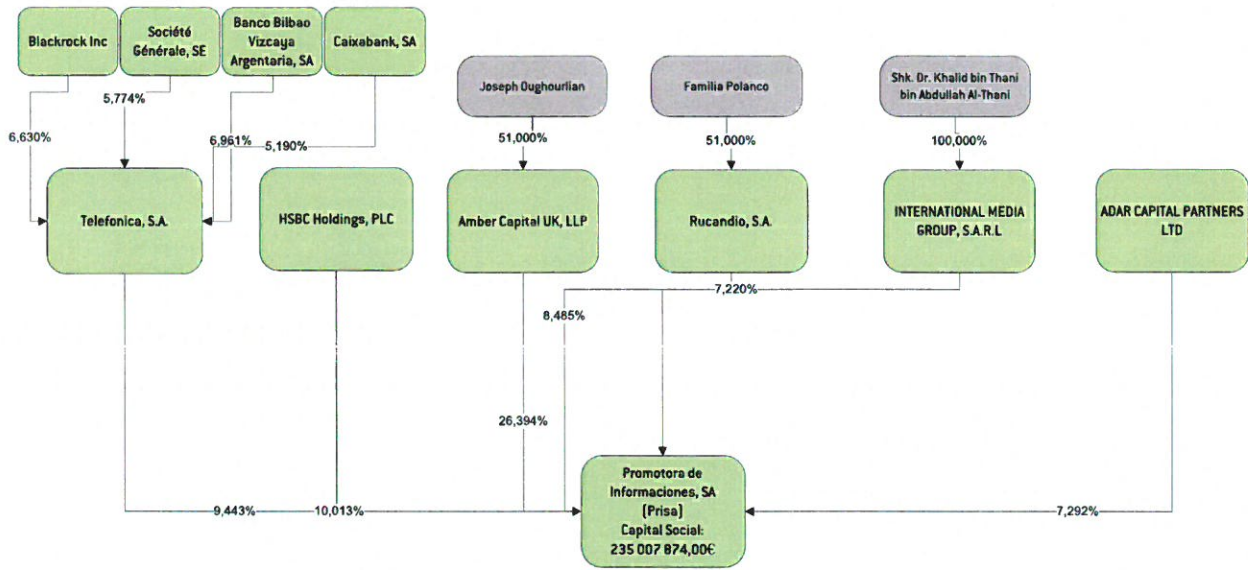 Blackrock Inc
Société
Générale, SE
Banco Bilbao
Vizcaya
Argentaria, SA
Caixabank, SA
Joseph Oughourlian
Familia Polanco
Shk. Dr. Khalid bin Thani
bin Abdullah Al-Thani
5,774%
6,630%
6,961%
5,190%
51,000%
51,000%
100,000%
Telefonica, S.A.
HSBC Holdings, PLC
Amber Capital UK, LLP
Rucandio, S.A.
INTERNATIONAL MEDIA
GROUP, S.A.R.L
ADAR CAPITAL PARTNERS
LTD
7,220%
8,485%
26,394%
Promotora de
Informaciones, SA
(Prisa)
Capital Social:
235 007 874,00€
9,443%
10,013%
7,292%